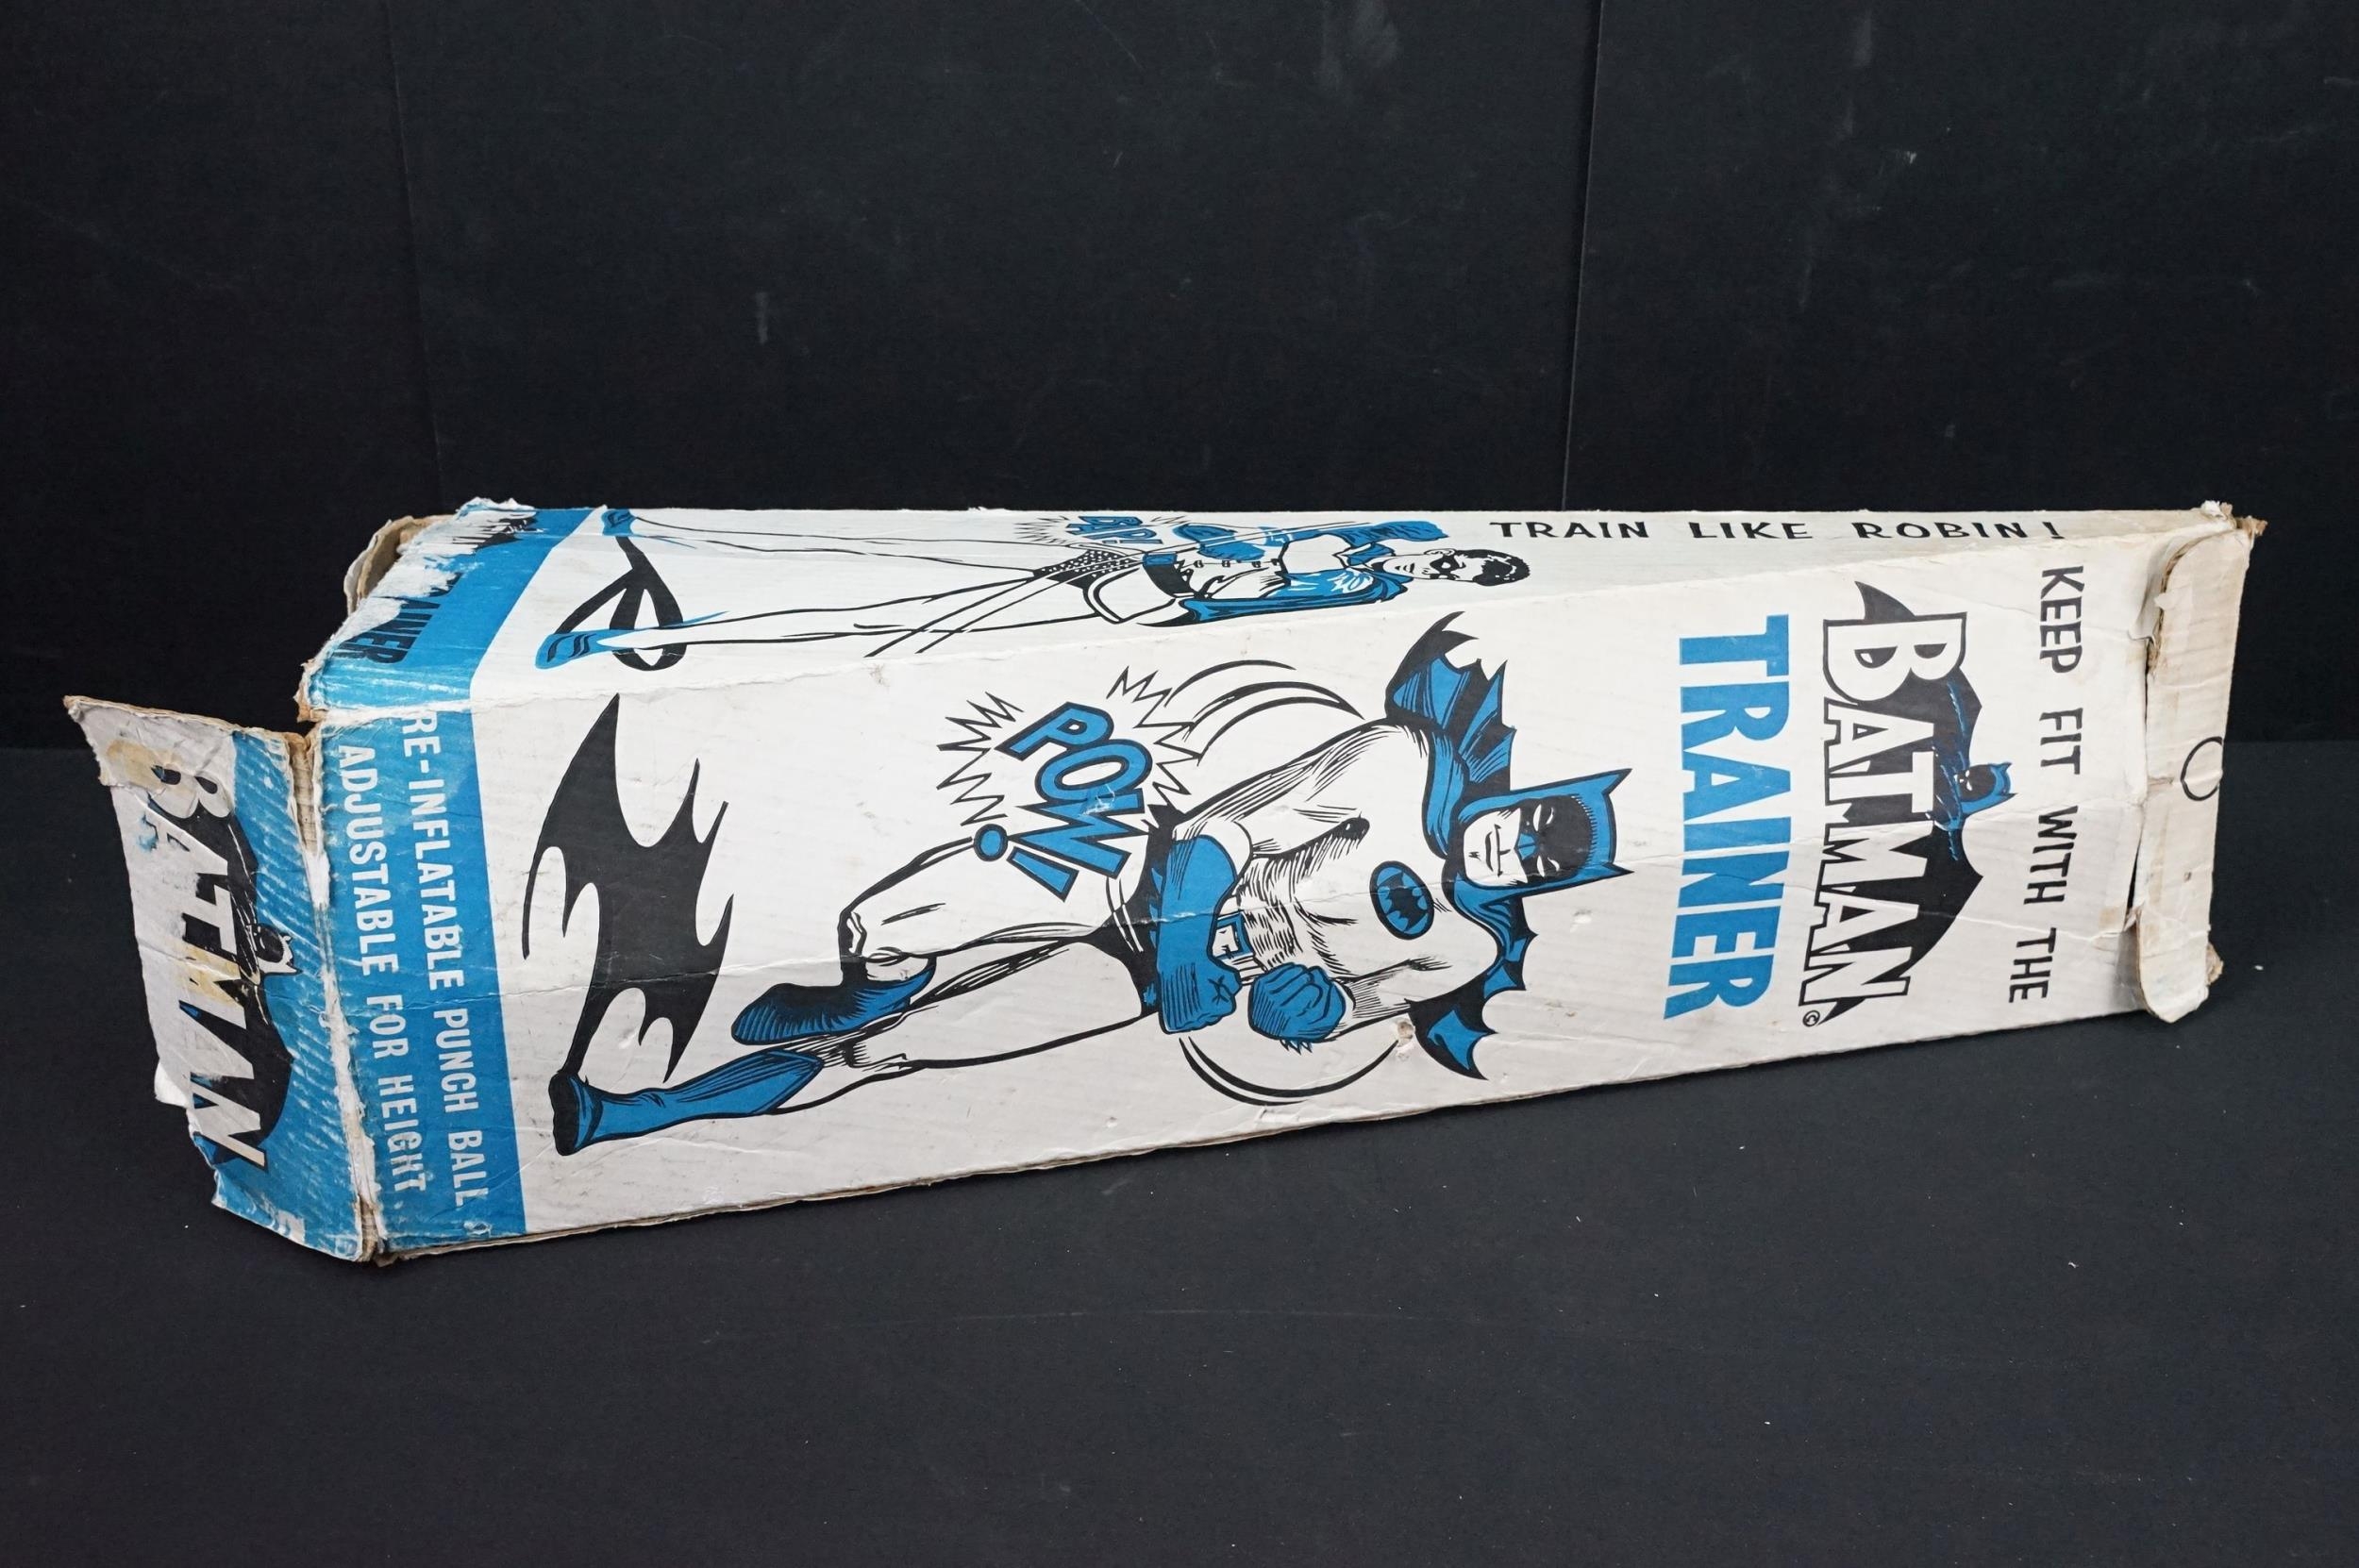 KEEP FIT WITH THE
BATMAN
TRAINER
POW!
RE-INFLATABLE PUNCH BALL
ADJUSTABLE FOR HEIGHT
TRAIN LIKE ROBIN!
BATMAN